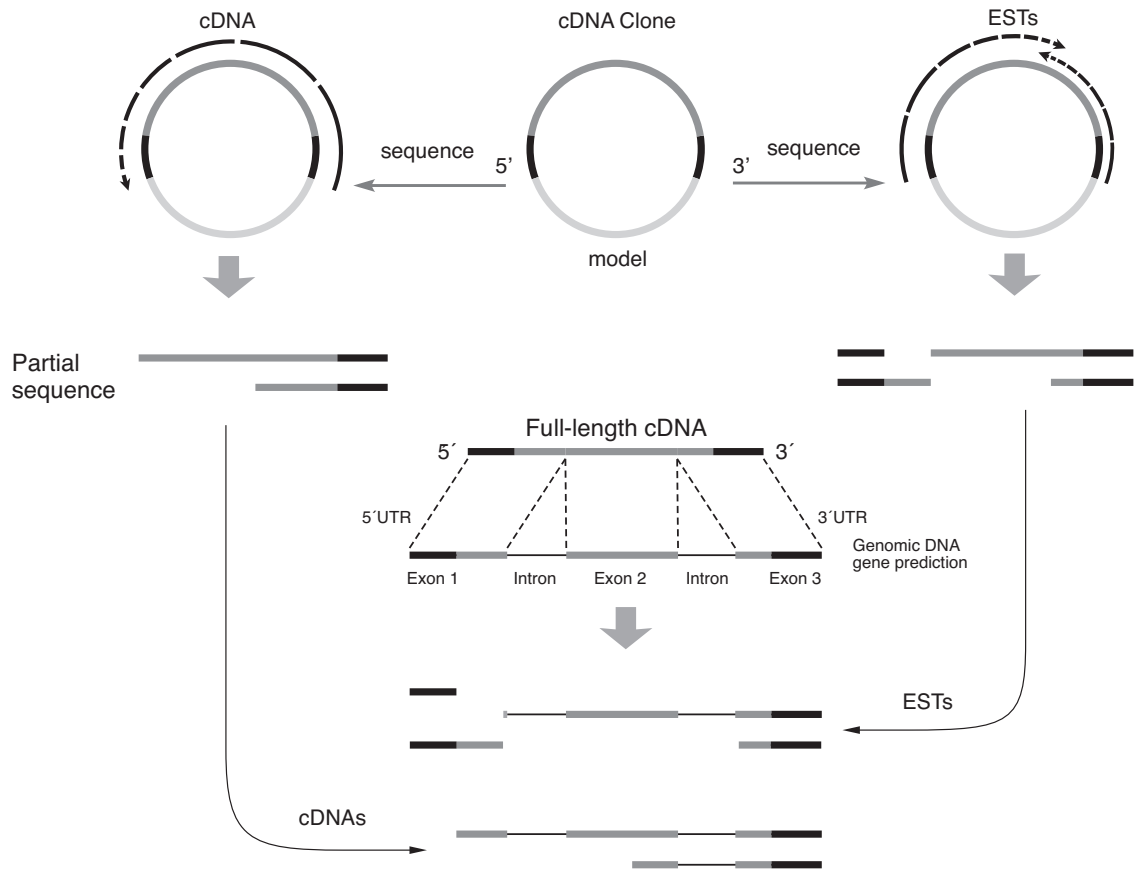 cDNA
cDNA Clone
ESTs
sequence
5’
3’
sequence
model
Partial
sequence
Full-length cDNA
5´
3´
5´UTR
3´UTR
Genomic DNA
gene prediction
Exon 1
Intron
Exon 2
Intron
Exon 3
ESTs
cDNAs